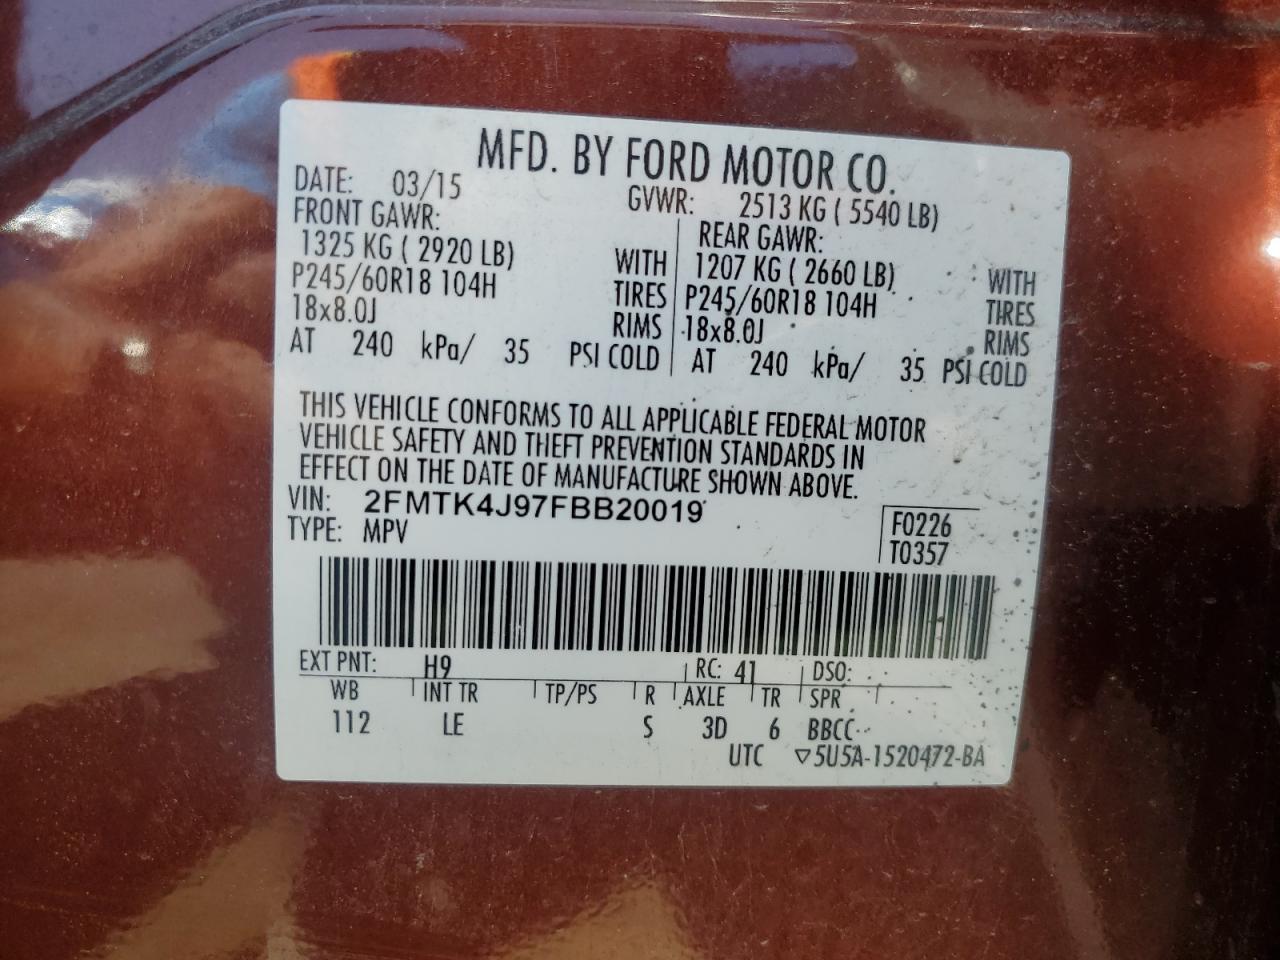 MFD. BY FORD MOTOR CO.
DATE: 03/15 GVWR: 2513 KG ( 5540 LB)
FRONT GAWR:
1325 KG ( 2920 LB) WITH
P245/60R18 104H TIRES
18x8.0J RIMS
AT 240 kPa/ 35 PSI COLD
REAR GAWR:
1207 KG ( 2660 LB) WITH
P245/60R18 104H TIRES
18x8.0J RIMS
AT 240 kPa/ 35 PSI COLD
THIS VEHICLE CONFORMS TO ALL APPLICABLE FEDERAL MOTOR
VEHICLE SAFETY AND THEFT PREVENTION STANDARDS IN
EFFECT ON THE DATE OF MANUFACTURE SHOWN ABOVE.
VIN: 2FMTK4J97FBB20019
TYPE: MPV
F0226
T0357
EXT PNT: H9 RC: 41 DSO:
WB INT TR TP/PS R AXLE TR SPR
112 LE S 3D 6 BBCC
UTC ▽5U5A-1520472-BA